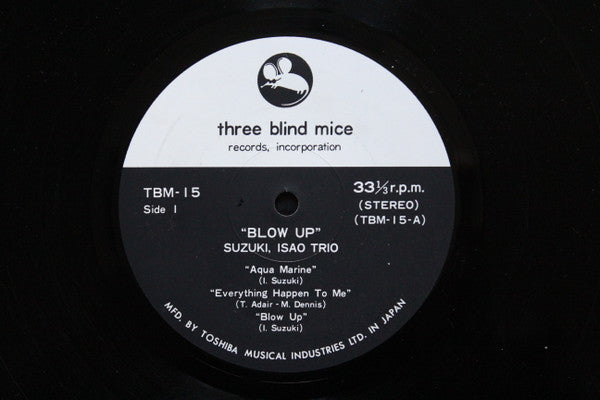 three blind mice
records, incorporation
TBM-15
33⅓ r.p.m.
Side 1
(STEREO)
(TBM-15-A)
"BLOW UP"
SUZUKI, ISAO TRIO
"Aqua Marine"
(I. Suzuki)
"Everything Happen To Me"
(T. Adair - M. Dennis)
"Blow Up"
(I. Suzuki)
MFD. BY TOSHIBA MUSICAL INDUSTRIES LTD. IN JAPAN